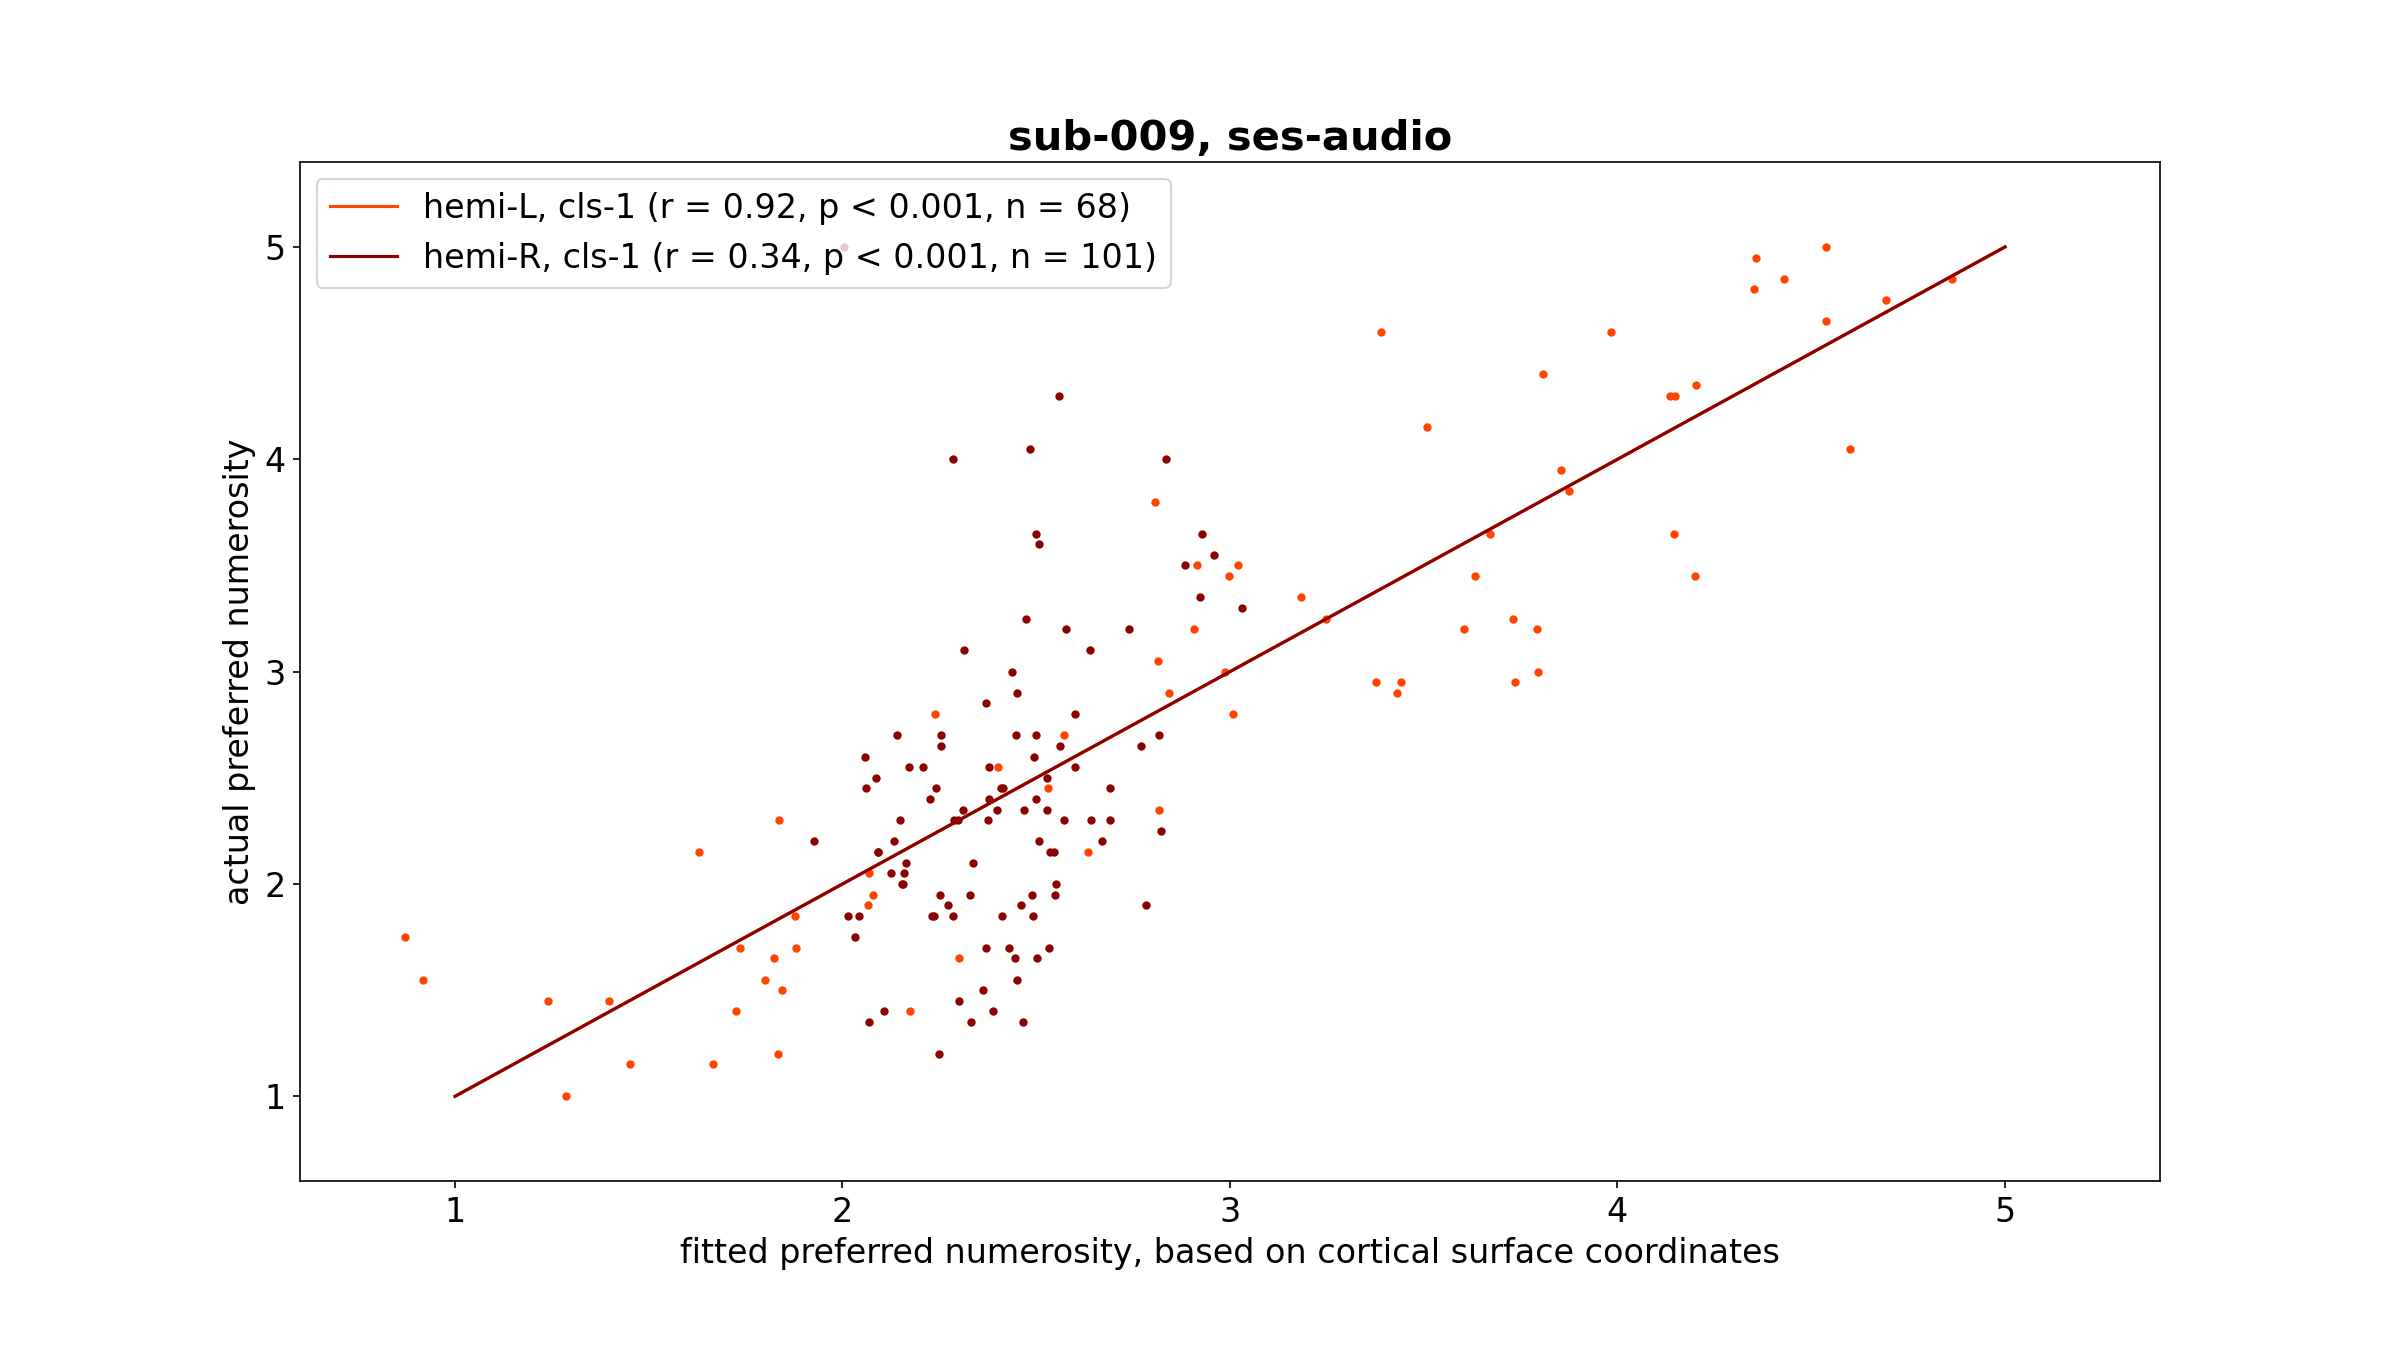 sub-009, ses-audio
hemi-L, cls-1 (r = 0.92, p < 0.001, n = 68)
hemi-R, cls-1 (r = 0.34, p < 0.001, n = 101)
actual preferred numerosity
5
4
3
2
1
1 2 3 4 5
fitted preferred numerosity, based on cortical surface coordinates